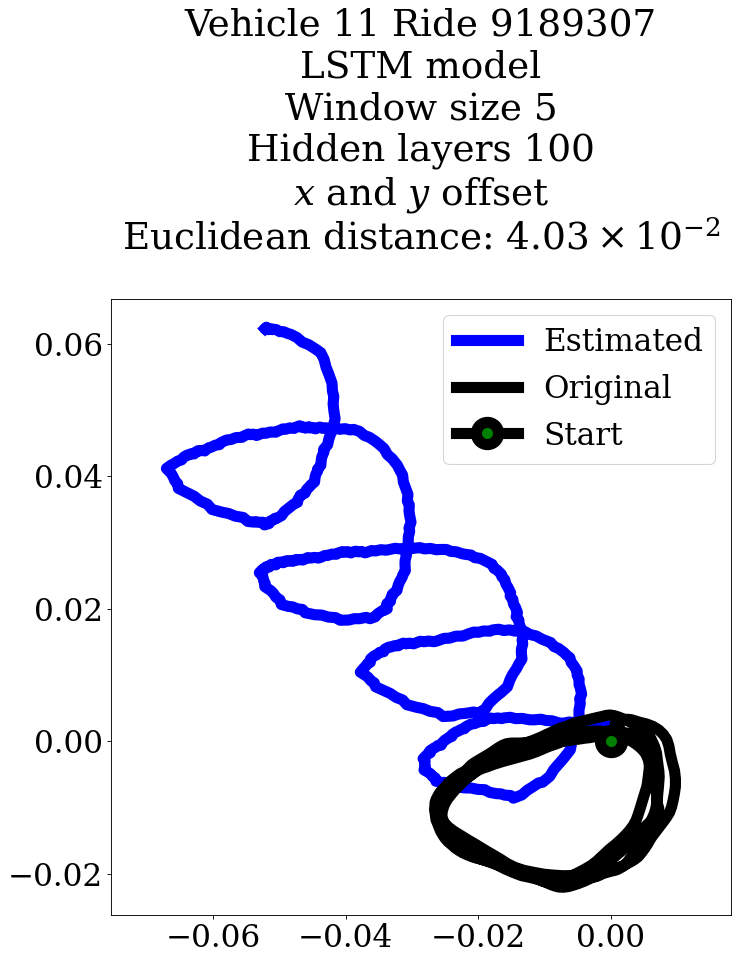 Vehicle 11 Ride 9189307
LSTM model
Window size 5
Hidden layers 100
x and y offset
Euclidean distance: 4.03 × 10⁻²
Estimated
Original
Start
0.06
0.04
0.02
0.00
−0.02
−0.06
−0.04
−0.02
0.00